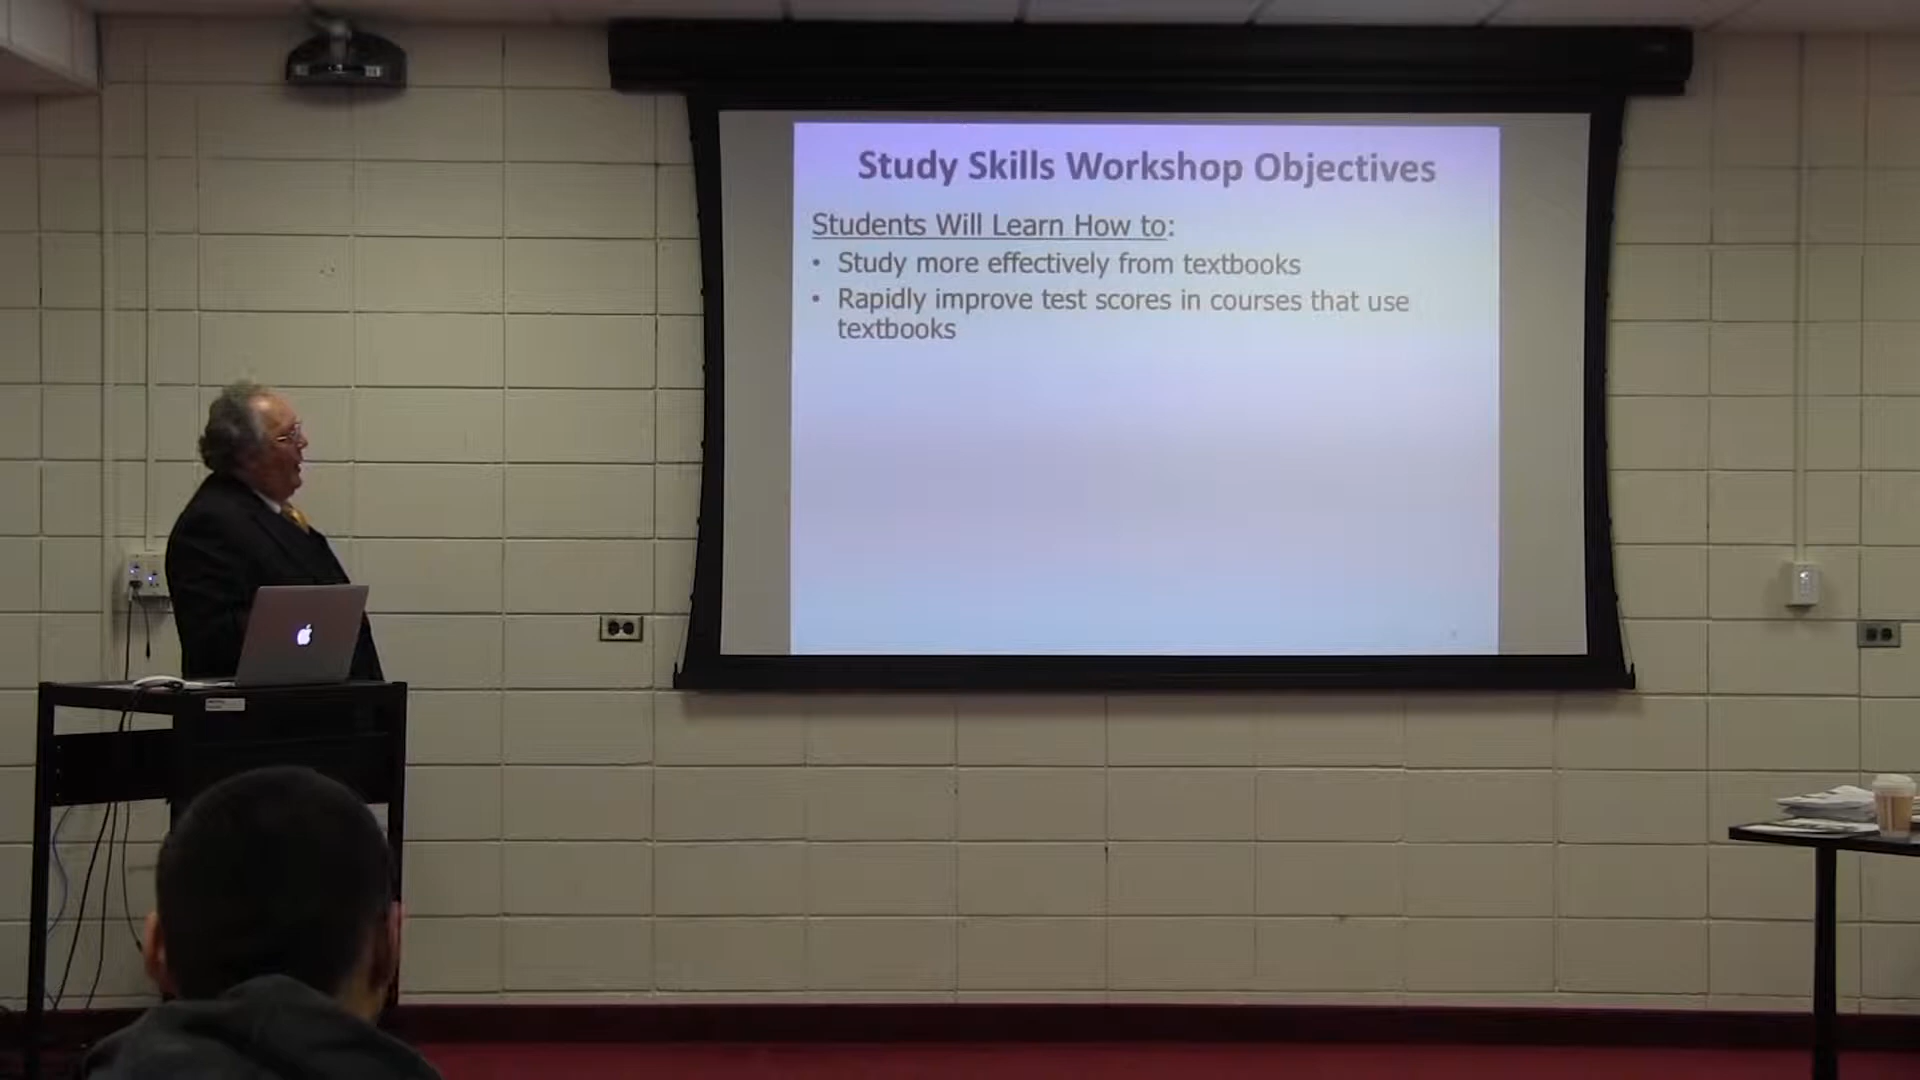 Study Skills Workshop Objectives
Students Will Learn How to:
• Study more effectively from textbooks
• Rapidly improve test scores in courses that use
textbooks